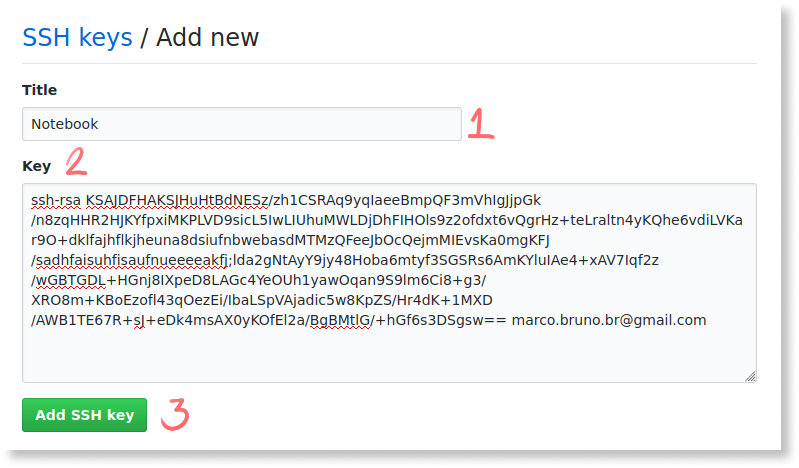 SSH keys / Add new
Title
Notebook
1
Key
2
ssh-rsa KSAJDFHAKSJHuHtBdNESz/zh1CSRAq9yqIaeeBmpQF3mVhIgJJpGk
/n8zqHHR2HJKYfpxiMKPLVD9sicL5IwLIUhuMWLDjDhFIHOls9z2ofdxt6vQgrHz+teLraltn4yKQhe6vdiLVKa
r9O+dklfajhflkjheuna8dsiufnbwebasdMTMzQFeeJbOcQejmMIEvsKa0mgKFJ
/sadhfaisuhfisaufnueeeeakfj;lda2gNtAyY9jy48Hoba6mtyf3SGSRs6AmKYluIAe4+xAV7Iqf2z
/wGBTGDL+HGnj8IXpeD8LAGc4YeOUh1yawOqan9S9lm6Ci8+g3/
XRO8m+KBoEzofl43qOezEi/IbaLSpVAjadic5w8KpZS/Hr4dK+1MXD
/AWB1TE67R+sJ+eDk4msAX0yKOfEl2a/BgBMtlG/+hGf6s3DSgsw== marco.bruno.br@gmail.com
Add SSH key
3